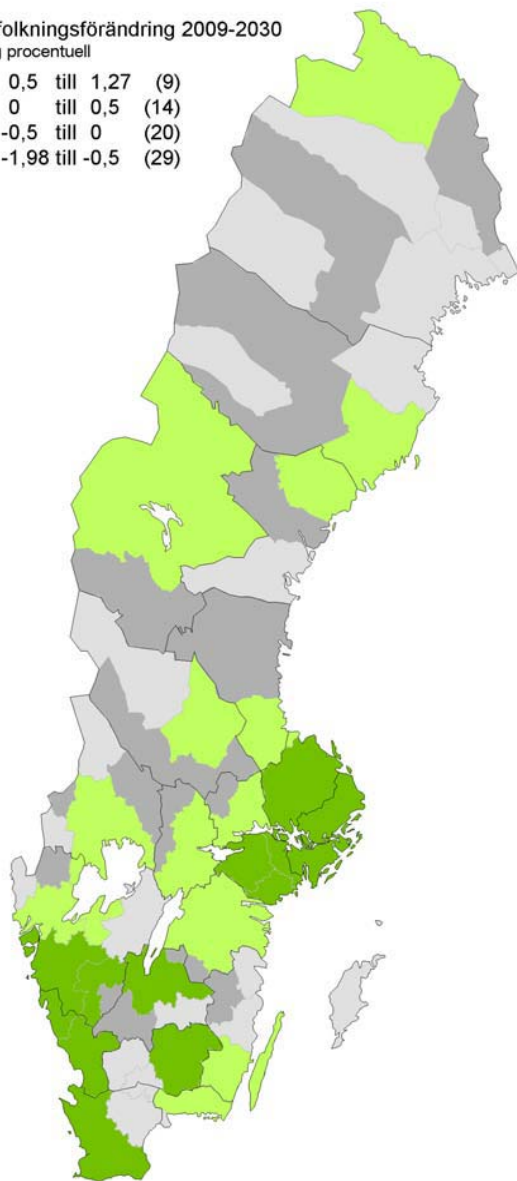 folkningsförändring 2009-2030
g procentuell
0,5 till 1,27 (9)
0 till 0,5 (14)
-0,5 till 0 (20)
-1,98 till -0,5 (29)